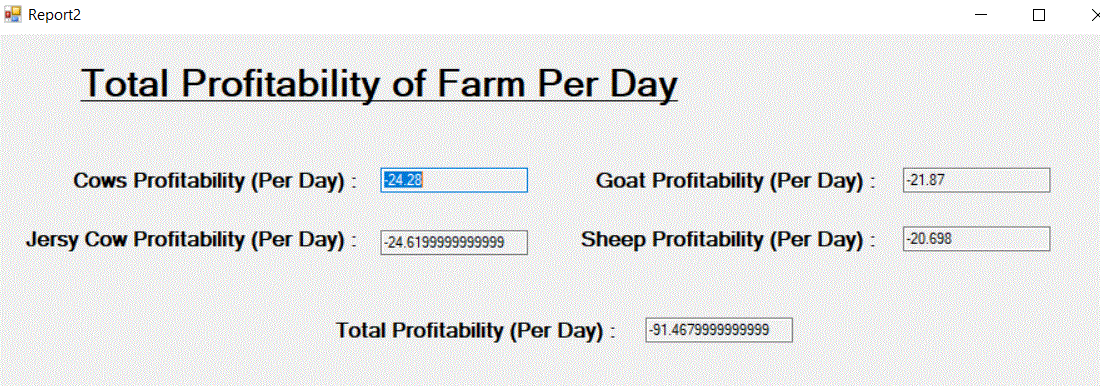 Report2
Total Profitability of Farm Per Day
Cows Profitability (Per Day) : -24.28 Goat Profitability (Per Day) : -21.87
Jersy Cow Profitability (Per Day) : -24.6199999999999 Sheep Profitability (Per Day) : -20.698
Total Profitability (Per Day) : -91.4679999999999